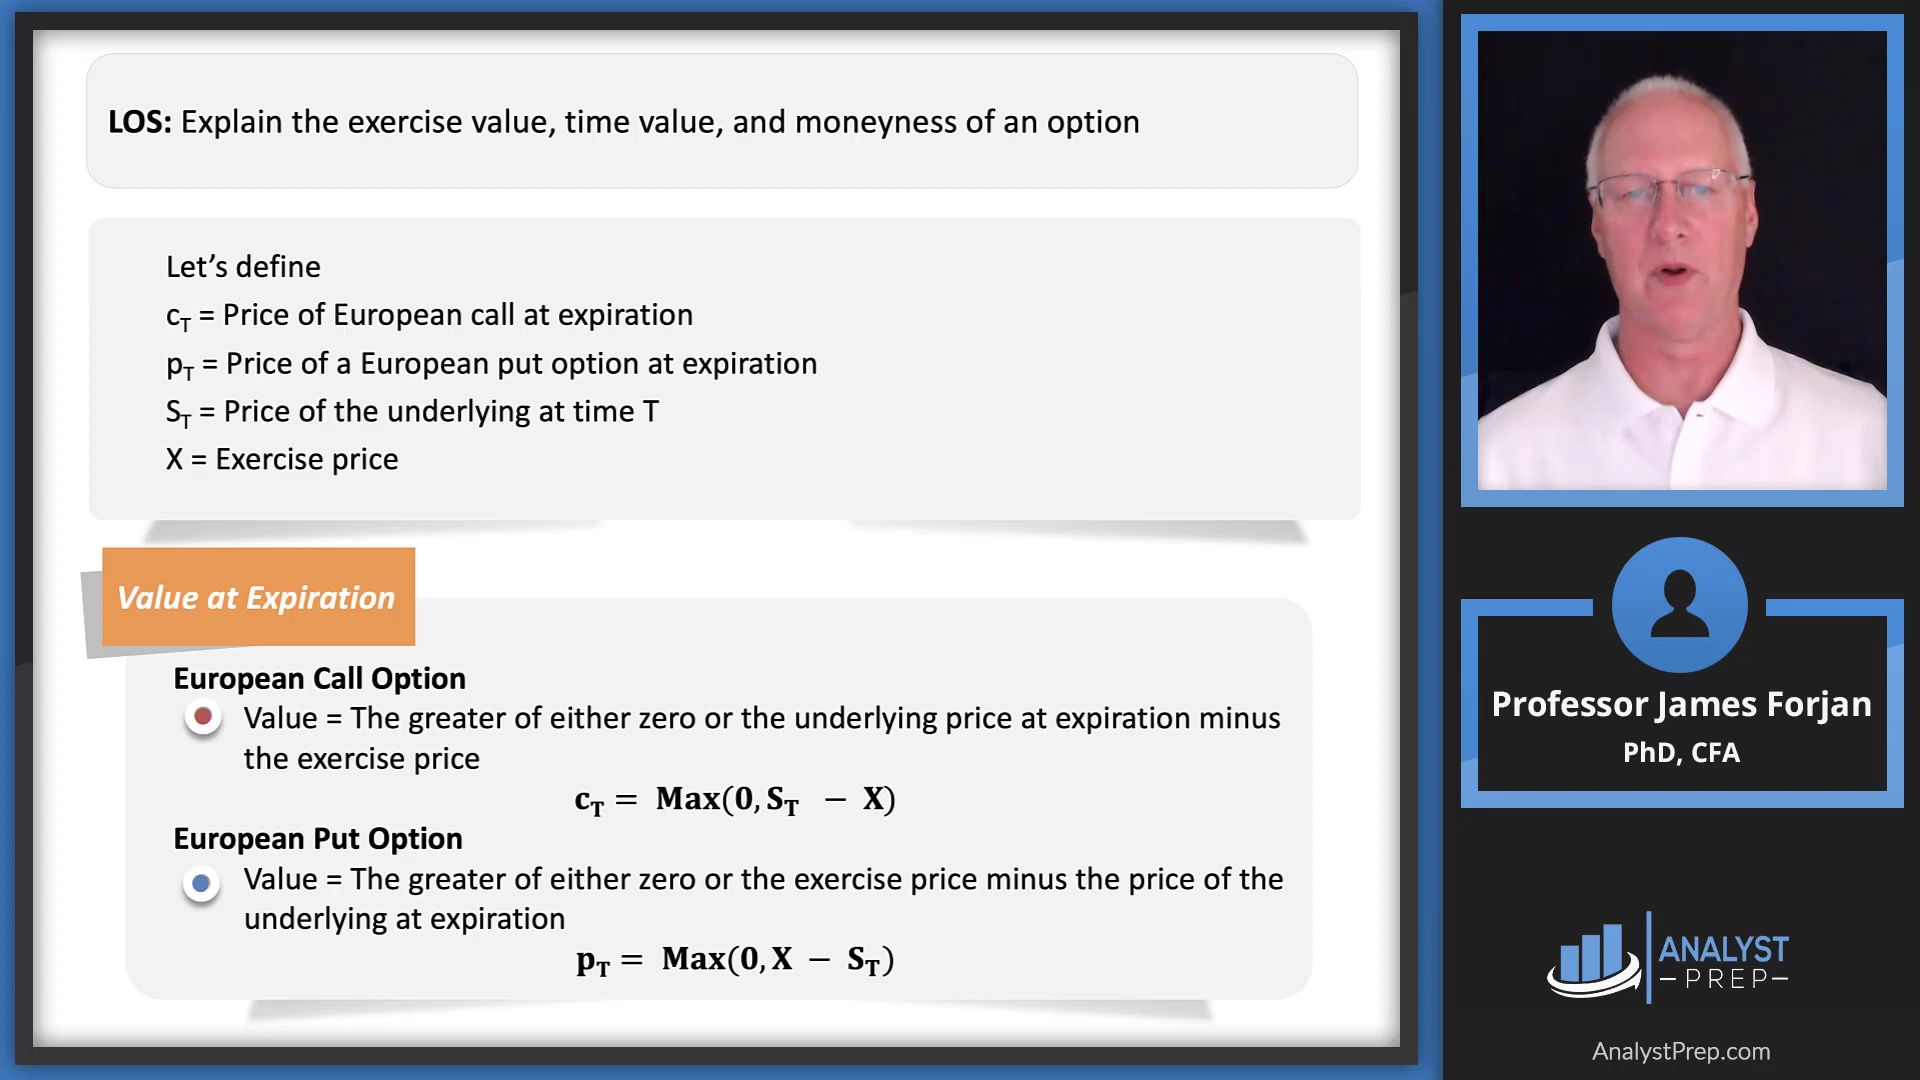 LOS: Explain the exercise value, time value, and moneyness of an option
Let’s define
cT = Price of European call at expiration
pT = Price of a European put option at expiration
ST = Price of the underlying at time T
X = Exercise price
Value at Expiration
European Call Option
Value = The greater of either zero or the underlying price at expiration minus
the exercise price
cT = Max(0, ST − X)
European Put Option
Value = The greater of either zero or the exercise price minus the price of the
underlying at expiration
pT = Max(0, X − ST)
Professor James Forjan
PhD, CFA
ANALYST
PREP
AnalystPrep.com